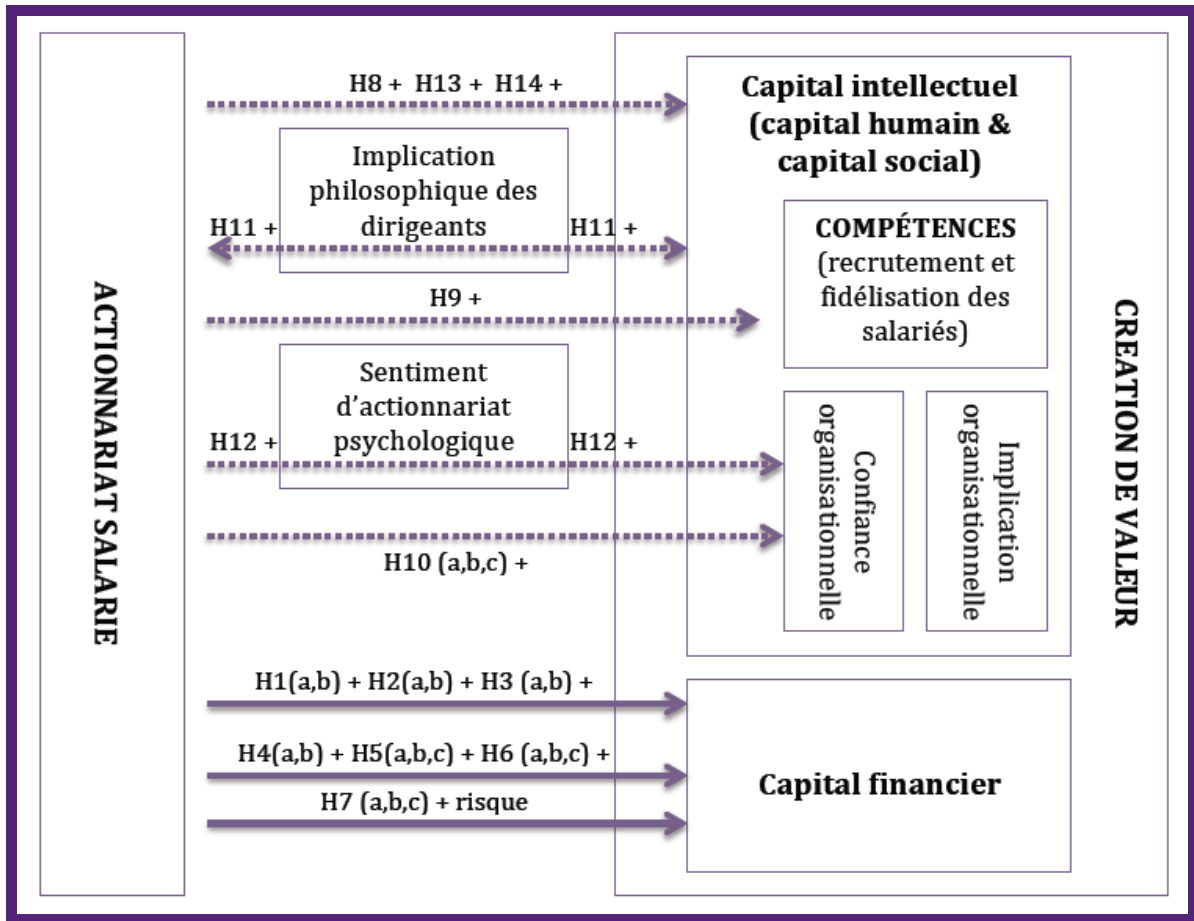 ACTIONNARIAT SALARIE
H8 + H13 + H14 +
Implication
philosophique des
dirigeants
H11 +
H11 +
H9 +
Sentiment
d'actionnariat
psychologique
H12 +
H12 +
H10 (a,b,c) +
H1(a,b) + H2(a,b) + H3 (a,b) +
H4(a,b) + H5(a,b,c) + H6 (a,b,c) +
H7 (a,b,c) + risque
Capital intellectuel
(capital humain &
capital social)
COMPÉTENCES
(recrutement et
fidélisation des
salariés)
Confiance
organisationnelle
Implication
organisationnelle
Capital financier
CREATION DE VALEUR